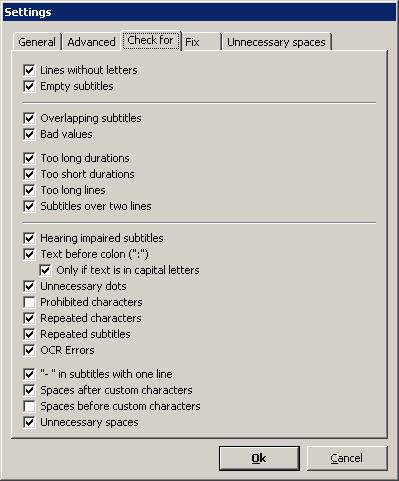 Settings
General Advanced Check for Fix Unnecessary spaces
Lines without letters
Empty subtitles
Overlapping subtitles
Bad values
Too long durations
Too short durations
Too long lines
Subtitles over two lines
Hearing impaired subtitles
Text before colon (":")
Only if text is in capital letters
Unnecessary dots
Prohibited characters
Repeated characters
Repeated subtitles
OCR Errors
"- " in subtitles with one line
Spaces after custom characters
Spaces before custom characters
Unnecessary spaces
Ok Cancel